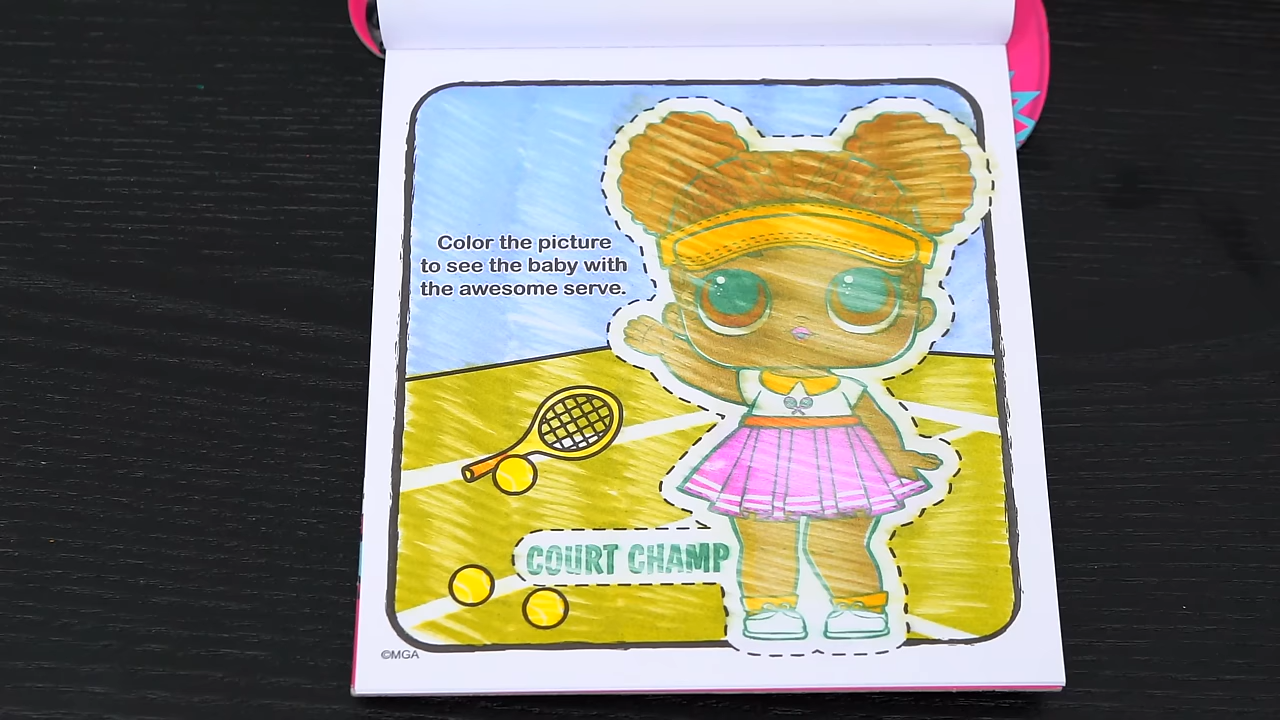 Color the picture
to see the baby with
the awesome serve.
COURT CHAMP
©MGA